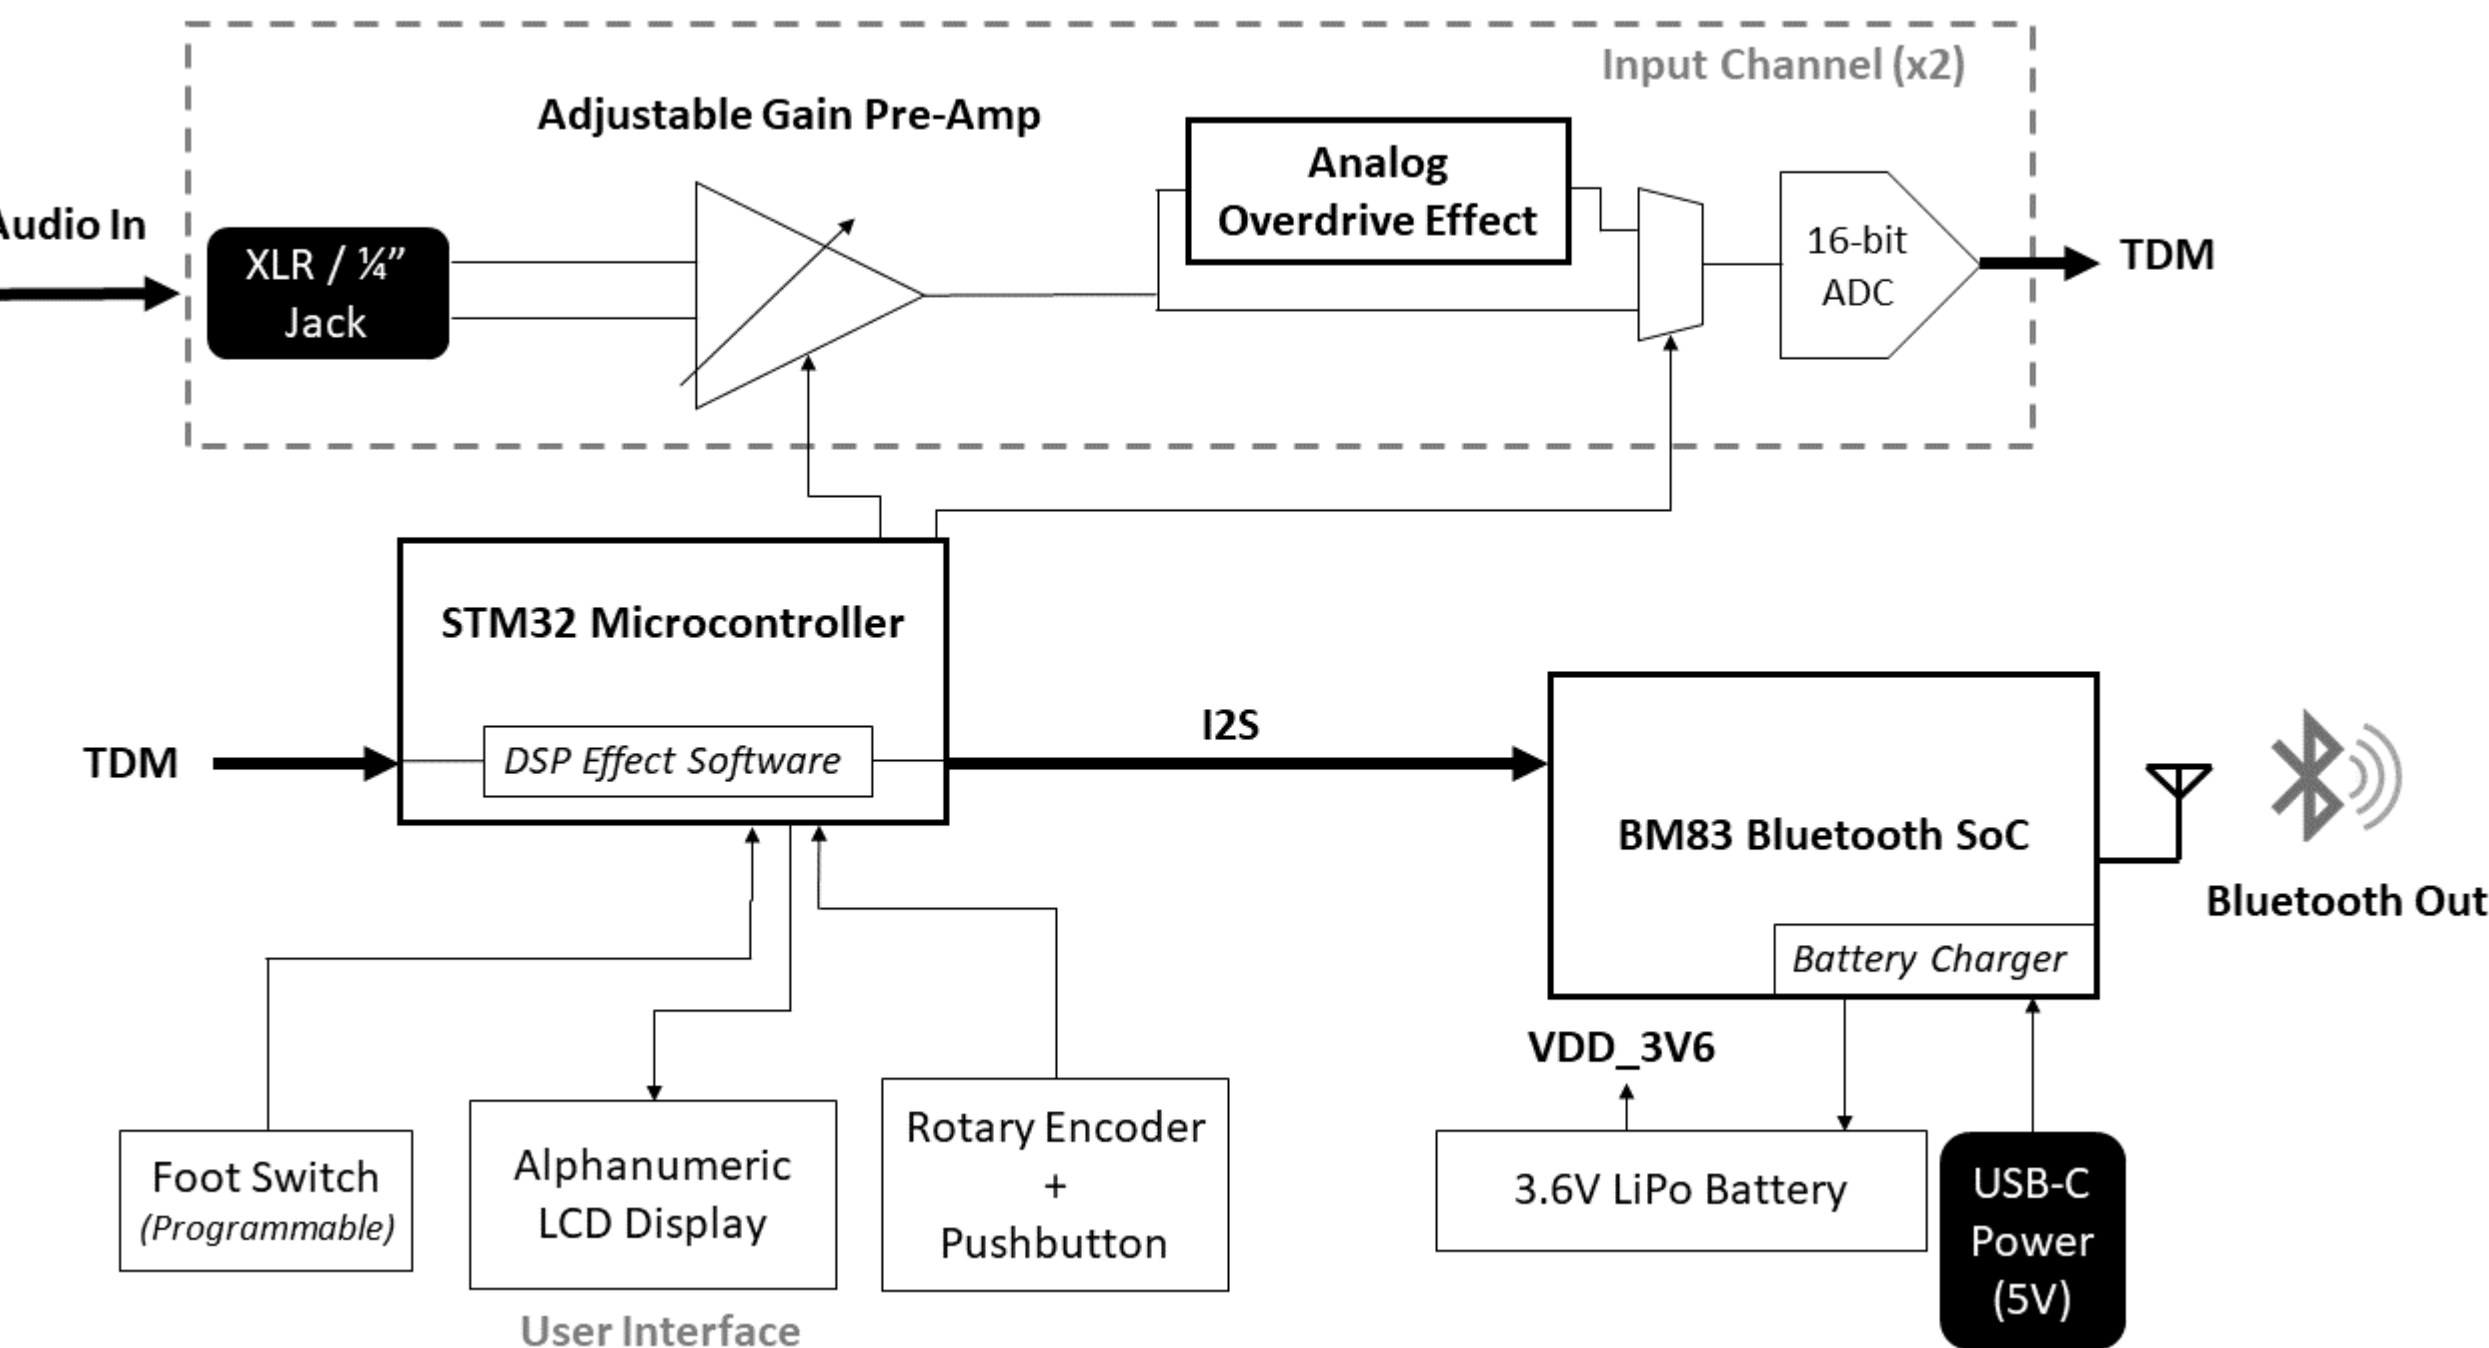 Input Channel (x2)
Adjustable Gain Pre-Amp
Analog
Overdrive Effect
Audio In
XLR / ¼”
Jack
16-bit
ADC
TDM
STM32 Microcontroller
DSP Effect Software
TDM
I2S
BM83 Bluetooth SoC
Battery Charger
Bluetooth Out
VDD_3V6
Foot Switch
(Programmable)
Alphanumeric
LCD Display
Rotary Encoder
+
Pushbutton
3.6V LiPo Battery
USB-C
Power
(5V)
User Interface